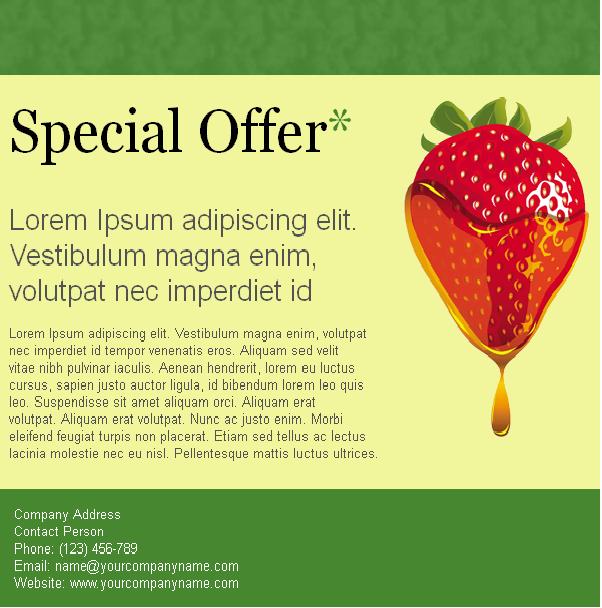 Special Offer*
Lorem Ipsum adipiscing elit.
Vestibulum magna enim,
volutpat nec imperdiet id
Lorem Ipsum adipiscing elit. Vestibulum magna enim, volutpat
nec imperdiet id tempor venenatis eros. Aliquam sed velit
vitae nibh pulvinar iaculis. Aenean hendrerit, lorem eu luctus
cursus, sapien justo auctor ligula, id bibendum lorem leo quis
leo. Suspendisse sit amet aliquam orci. Aliquam erat
volutpat. Aliquam erat volutpat. Nunc ac justo enim. Morbi
eleifend feugiat turpis non placerat. Etiam sed tellus ac lectus
lacinia molestie nec eu nisl. Pellentesque mattis luctus ultrices.
Company Address
Contact Person
Phone: (123) 456-789
Email: name@yourcompanyname.com
Website: www.yourcompanyname.com